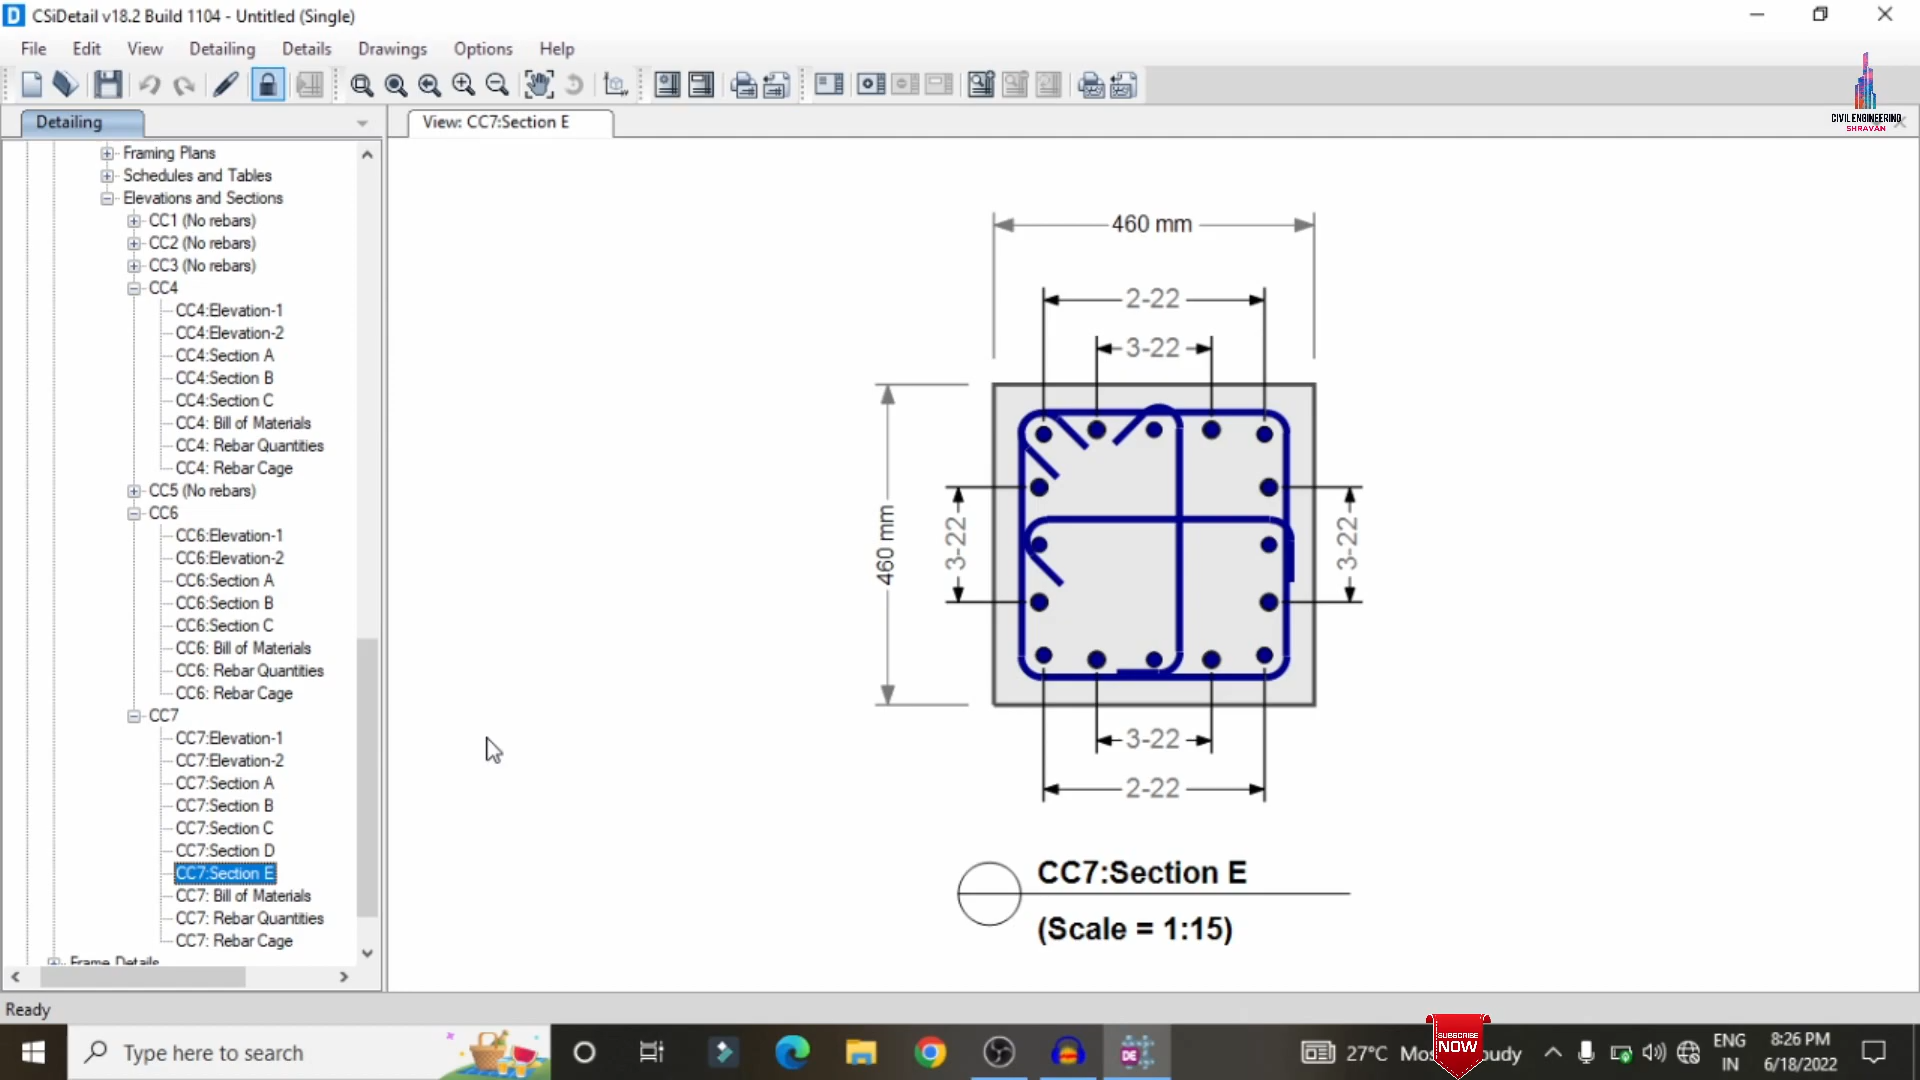 CSiDetail v18.2 Build 1104 - Untitled (Single)
File Edit View Detailing Details Drawings Options Help
CIVIL ENGINEERING
SHRAVAN
Detailing
View: CC7:Section E
Framing Plans
Schedules and Tables
Elevations and Sections
CC1 (No rebars)
CC2 (No rebars)
CC3 (No rebars)
CC4
CC4:Elevation-1
CC4:Elevation-2
CC4:Section A
CC4:Section B
CC4:Section C
CC4: Bill of Materials
CC4: Rebar Quantities
CC4: Rebar Cage
CC5 (No rebars)
CC6
CC6:Elevation-1
CC6:Elevation-2
CC6:Section A
CC6:Section B
CC6:Section C
CC6: Bill of Materials
CC6: Rebar Quantities
CC6: Rebar Cage
CC7
CC7:Elevation-1
CC7:Elevation-2
CC7:Section A
CC7:Section B
CC7:Section C
CC7:Section D
CC7:Section E
CC7: Bill of Materials
CC7: Rebar Quantities
CC7: Rebar Cage
Frame Details
460 mm
2-22
3-22
460 mm
3-22
3-22
3-22
2-22
CC7:Section E
(Scale = 1:15)
Ready
Type here to search
DE
27°C
SUBSCRIBE
NOW
ENG
IN
8:26 PM
6/18/2022